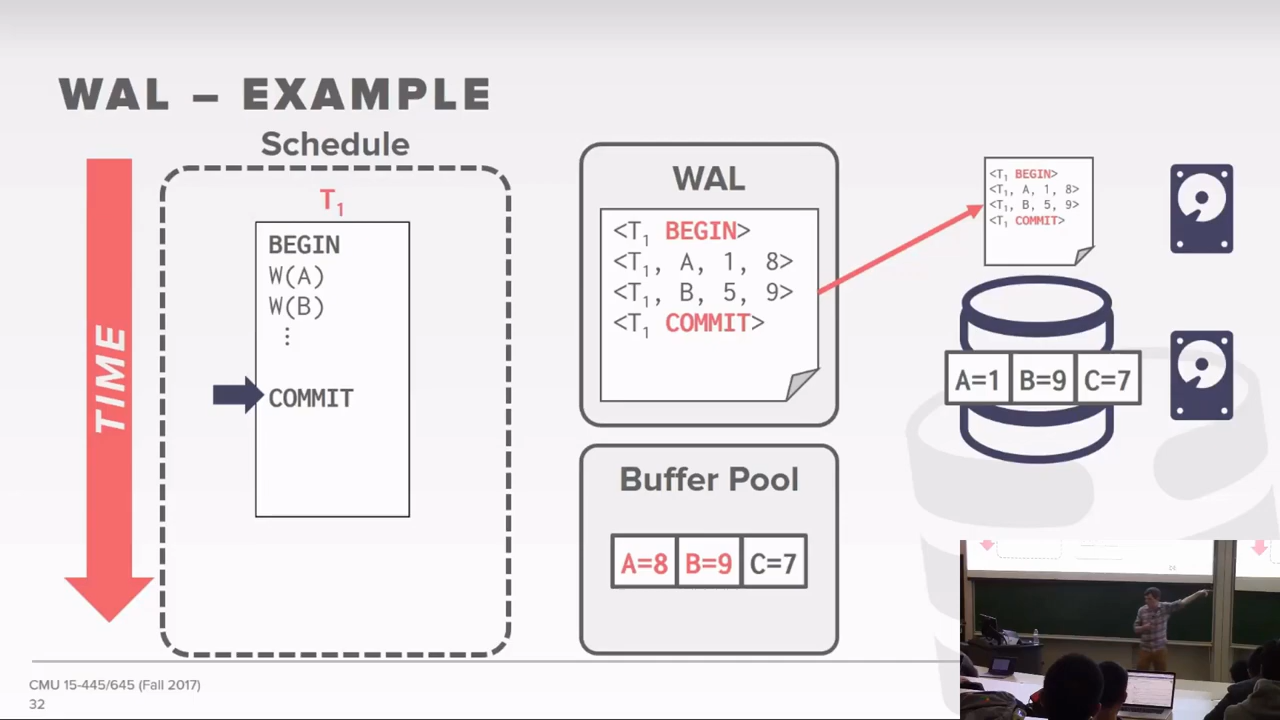 WAL – EXAMPLE
Schedule
TIME
T1
BEGIN
W(A)
W(B)
⋮
COMMIT
WAL
<T1 BEGIN>
<T1, A, 1, 8>
<T1, B, 5, 9>
<T1 COMMIT>
Buffer Pool
A=8 B=9 C=7
<T1 BEGIN>
<T1, A, 1, 8>
<T1, B, 5, 9>
<T1 COMMIT>
A=1 B=9 C=7
CMU 15-445/645 (Fall 2017)
32